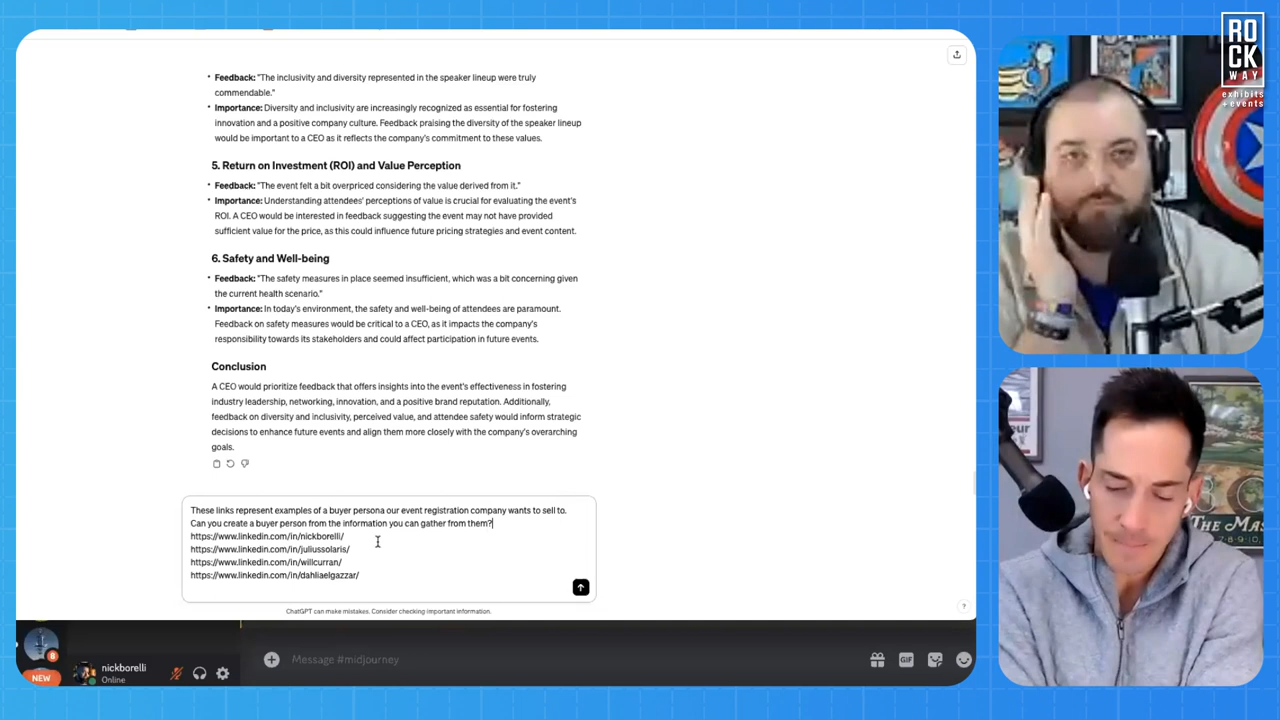 • Feedback: "The inclusivity and diversity represented in the speaker lineup were truly
commendable."
• Importance: Diversity and inclusivity are increasingly recognized as essential for fostering
innovation and a positive company culture. Feedback praising the diversity of the speaker lineup
would be important to a CEO as it reflects the company's commitment to these values.
5. Return on Investment (ROI) and Value Perception
• Feedback: "The event felt a bit overpriced considering the value derived from it."
• Importance: Understanding attendees' perceptions of value is crucial for evaluating the event's
ROI. A CEO would be interested in feedback suggesting the event may not have provided
sufficient value for the price, as this could influence future pricing strategies and event content.
6. Safety and Well-being
• Feedback: "The safety measures in place seemed insufficient, which was a bit concerning given
the current health scenario."
• Importance: In today's environment, the safety and well-being of attendees are paramount.
Feedback on safety measures would be critical to a CEO, as it impacts the company's
responsibility towards its stakeholders and could affect participation in future events.
Conclusion
A CEO would prioritize feedback that offers insights into the event's effectiveness in fostering
industry leadership, networking, innovation, and a positive brand reputation. Additionally,
feedback on diversity and inclusivity, perceived value, and attendee safety would inform strategic
decisions to enhance future events and align them more closely with the company's overarching
goals.
These links represent examples of a buyer persona our event registration company wants to sell to.
Can you create a buyer person from the information you can gather from them?
https://www.linkedin.com/in/nickborelli/
https://www.linkedin.com/in/juliussolaris/
https://www.linkedin.com/in/willcurran/
https://www.linkedin.com/in/dahliaelgazzar/
ChatGPT can make mistakes. Consider checking important information.
?
8
NEW
nickborelli
Online
Message #midjourney
GIF
RO
CK
WAY
exhibits
+events
THE MAS
7-8-9-10,